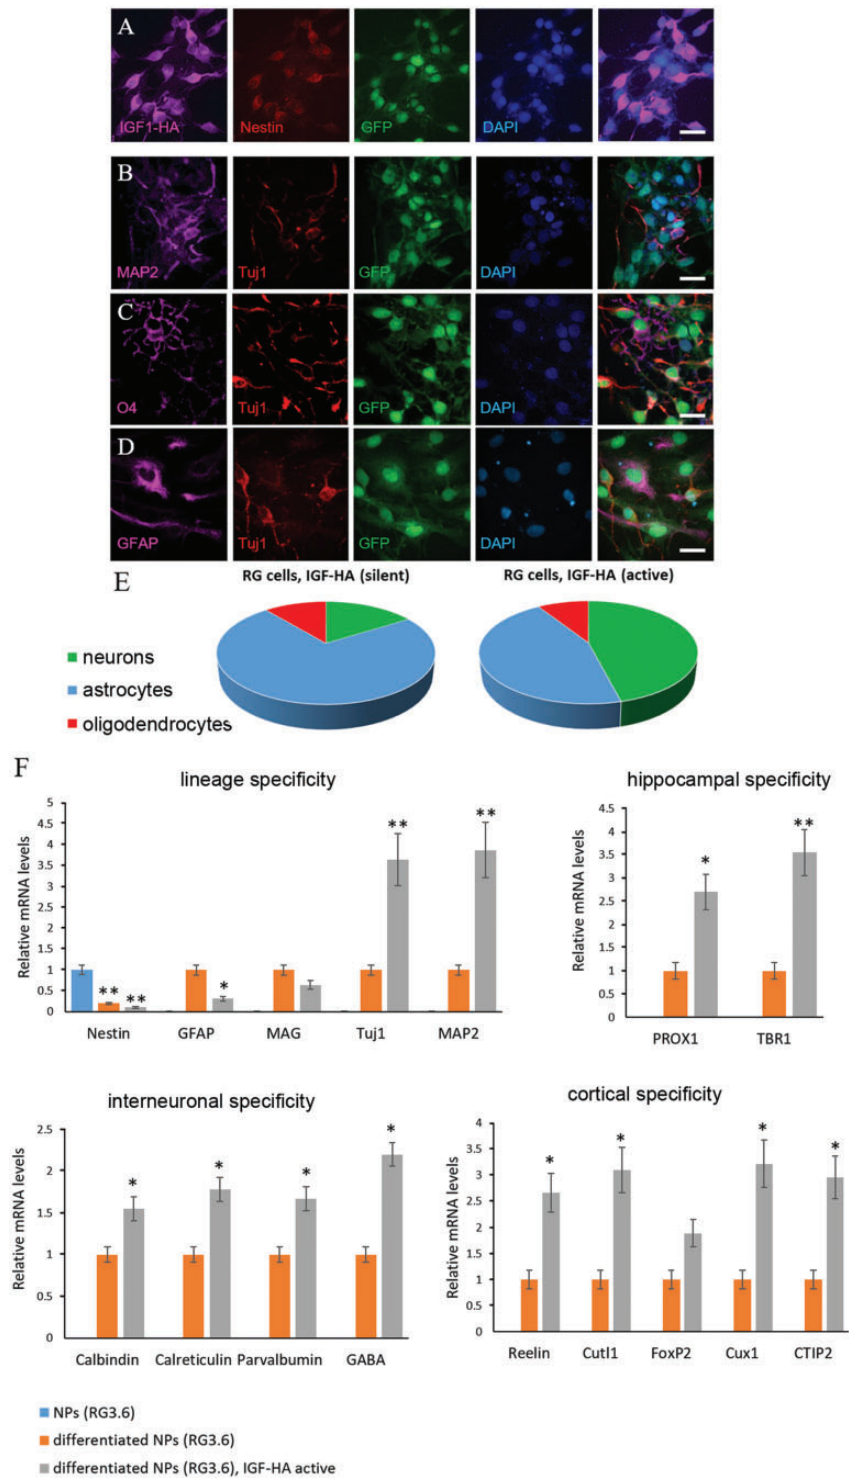 A
IGF1-HA Nestin GFP DAPI
B
MAP2 Tuj1 GFP DAPI
C
O4 Tuj1 GFP DAPI
D
GFAP Tuj1 GFP DAPI
E
RG cells, IGF-HA (silent) RG cells, IGF-HA (active)
neurons
astrocytes
oligodendrocytes
F
lineage specificity
Relative mRNA levels
5
4.5
4
3.5
3
2.5
2
1.5
1
0.5
0
** ** * ** **
Nestin GFAP MAG Tuj1 MAP2
hippocampal specificity
Relative mRNA levels
4.5
4
3.5
3
2.5
2
1.5
1
0.5
0
* **
PROX1 TBR1
interneuronal specificity
Relative mRNA levels
2.5
2
1.5
1
0.5
0
* * * *
Calbindin Calreticulin Parvalbumin GABA
cortical specificity
Relative mRNA levels
4
3.5
3
2.5
2
1.5
1
0.5
0
* * * *
Reelin Cutl1 FoxP2 Cux1 CTIP2
NPs (RG3.6)
differentiated NPs (RG3.6)
differentiated NPs (RG3.6), IGF-HA active